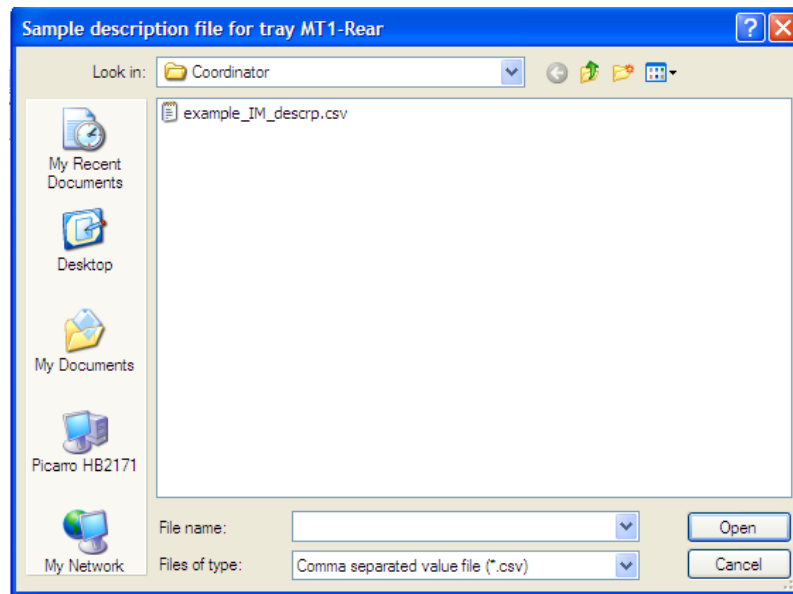 Sample description file for tray MT1-Rear
Look in:
Coordinator
example_IM_descrp.csv
My Recent
Documents
Desktop
My Documents
Picarro HB2171
My Network
File name:
Open
Files of type:
Comma separated value file (*.csv)
Cancel